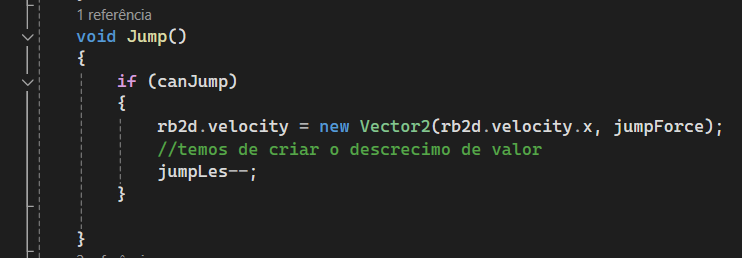 1 referência
void Jump()
{
if (canJump)
{
rb2d.velocity = new Vector2(rb2d.velocity.x, jumpForce);
//temos de criar o descrecimo de valor
jumpLes--;
}
}